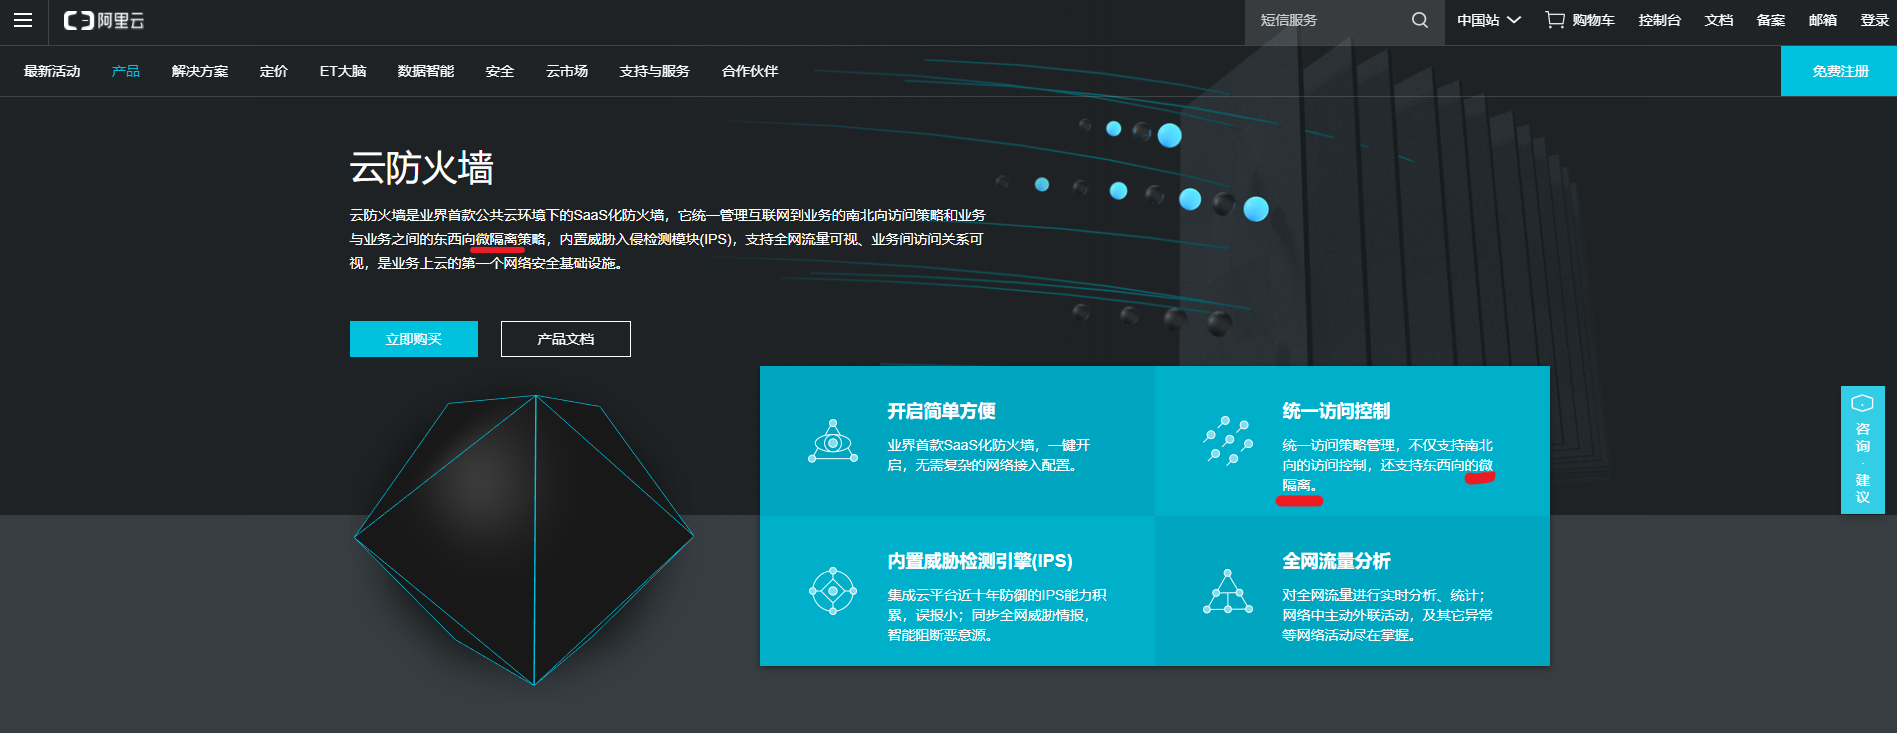 阿里云
短信服务
中国站
购物车
控制台
文档
备案
邮箱
登录
最新活动
产品
解决方案
定价
ET大脑
数据智能
安全
云市场
支持与服务
合作伙伴
免费注册
云防火墙
云防火墙是业界首款公共云环境下的SaaS化防火墙，它统一管理互联网到业务的南北向访问策略和业务
与业务之间的东西向微隔离策略，内置威胁入侵检测模块(IPS)，支持全网流量可视、业务间访问关系可
视，是业务上云的第一个网络安全基础设施。
立即购买
产品文档
开启简单方便
业界首款SaaS化防火墙，一键开
启，无需复杂的网络接入配置。
统一访问控制
统一访问策略管理，不仅支持南北
向的访问控制，还支持东西向的微
隔离。
内置威胁检测引擎(IPS)
集成云平台近十年防御的IPS能力积
累，误报小；同步全网威胁情报，
智能阻断恶意源。
全网流量分析
对全网流量进行实时分析、统计；
网络中主动外联活动，及其它异常
等网络活动尽在掌握。
咨询·建议